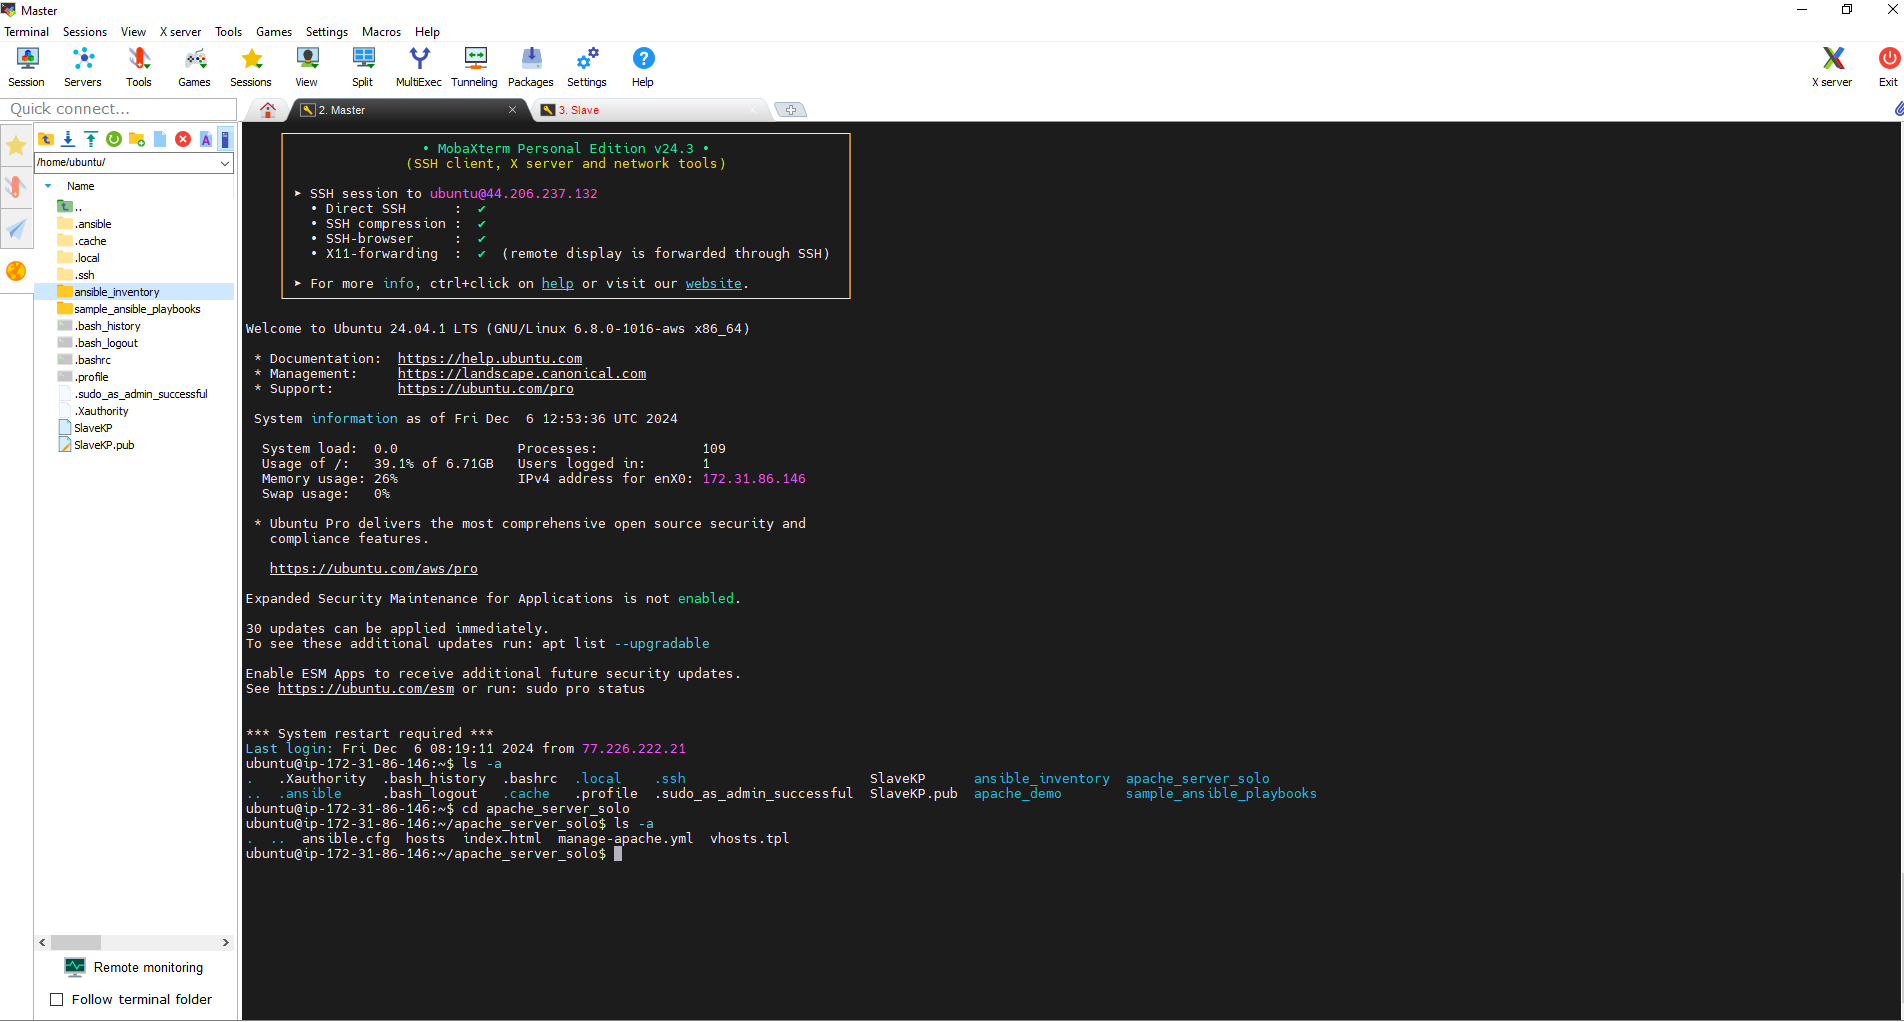 Master
Terminal Sessions View X server Tools Games Settings Macros Help
Session Servers Tools Games Sessions View Split MultiExec Tunneling Packages Settings Help X server Exit
Quick connect...
2. Master
3. Slave
/home/ubuntu/
Name
..
.ansible
.cache
.local
.ssh
ansible_inventory
sample_ansible_playbooks
.bash_history
.bash_logout
.bashrc
.profile
.sudo_as_admin_successful
.Xauthority
SlaveKP
SlaveKP.pub
Remote monitoring
Follow terminal folder
• MobaXterm Personal Edition v24.3 •
(SSH client, X server and network tools)
➤ SSH session to ubuntu@44.206.237.132
• Direct SSH : ✔
• SSH compression : ✔
• SSH-browser : ✔
• X11-forwarding : ✔ (remote display is forwarded through SSH)
➤ For more info, ctrl+click on help or visit our website.
Welcome to Ubuntu 24.04.1 LTS (GNU/Linux 6.8.0-1016-aws x86_64)
* Documentation: https://help.ubuntu.com
* Management: https://landscape.canonical.com
* Support: https://ubuntu.com/pro
System information as of Fri Dec 6 12:53:36 UTC 2024
System load: 0.0 Processes: 109
Usage of /: 39.1% of 6.71GB Users logged in: 1
Memory usage: 26% IPv4 address for enX0: 172.31.86.146
Swap usage: 0%
* Ubuntu Pro delivers the most comprehensive open source security and
compliance features.
https://ubuntu.com/aws/pro
Expanded Security Maintenance for Applications is not enabled.
30 updates can be applied immediately.
To see these additional updates run: apt list --upgradable
Enable ESM Apps to receive additional future security updates.
See https://ubuntu.com/esm or run: sudo pro status
*** System restart required ***
Last login: Fri Dec 6 08:19:11 2024 from 77.226.222.21
ubuntu@ip-172-31-86-146:~$ ls -a
. .Xauthority .bash_history .bashrc .local .ssh SlaveKP ansible_inventory apache_server_solo
.. .ansible .bash_logout .cache .profile .sudo_as_admin_successful SlaveKP.pub apache_demo sample_ansible_playbooks
ubuntu@ip-172-31-86-146:~$ cd apache_server_solo
ubuntu@ip-172-31-86-146:~/apache_server_solo$ ls -a
. .. ansible.cfg hosts index.html manage-apache.yml vhosts.tpl
ubuntu@ip-172-31-86-146:~/apache_server_solo$